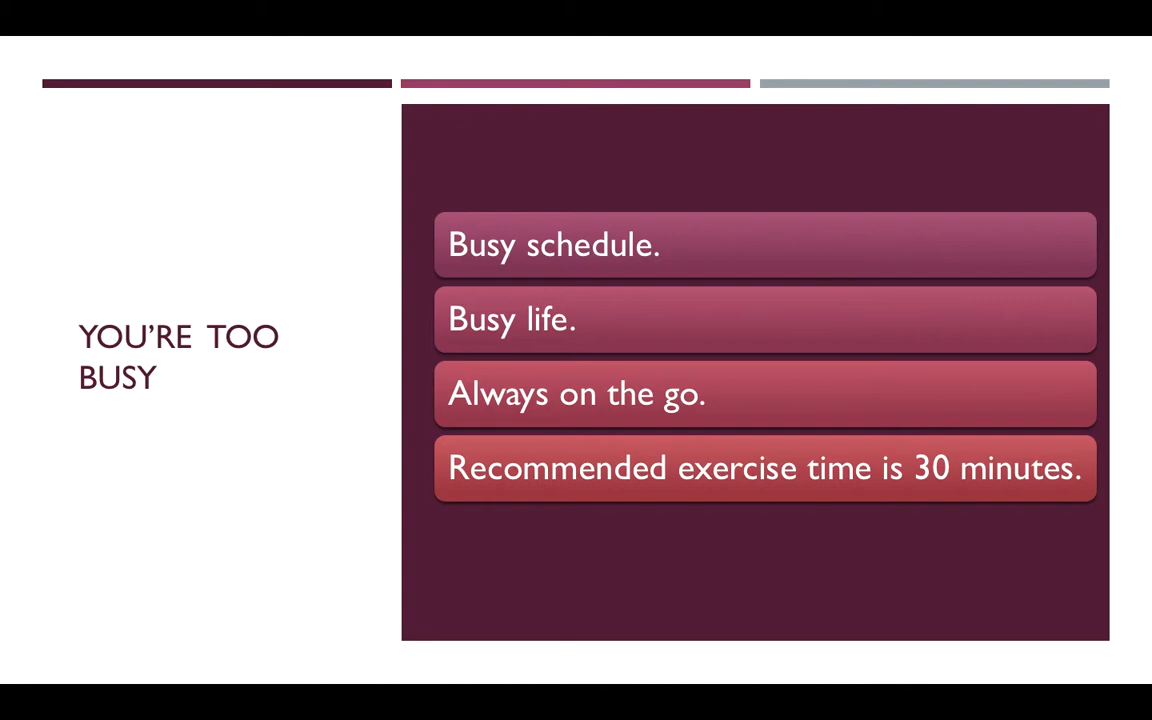 YOU’RE TOO
BUSY
Busy schedule.
Busy life.
Always on the go.
Recommended exercise time is 30 minutes.